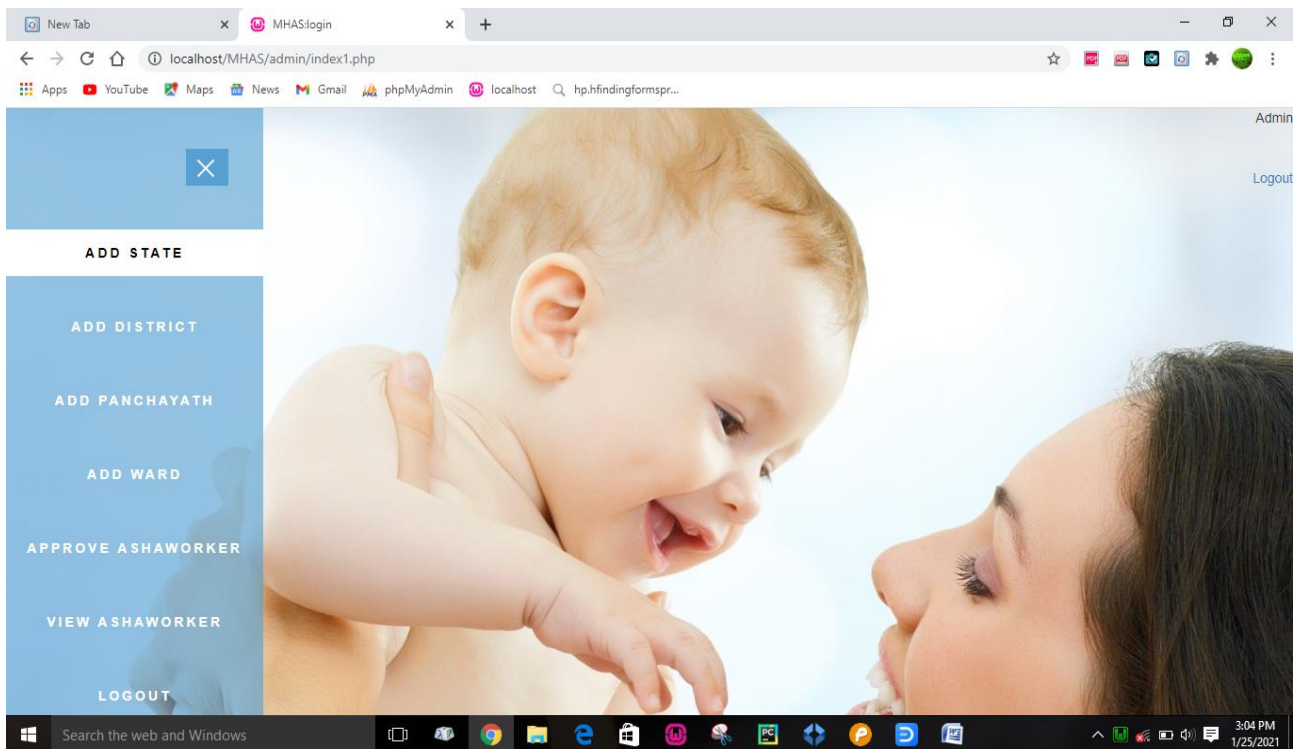 New Tab
MHAS:login
localhost/MHAS/admin/index1.php
Apps YouTube Maps News Gmail phpMyAdmin localhost hp.hfindingformspr...
Admin
Logout
ADD STATE
ADD DISTRICT
ADD PANCHAYATH
ADD WARD
APPROVE ASHAWORKER
VIEW ASHAWORKER
LOGOUT
Search the web and Windows
3:04 PM
1/25/2021